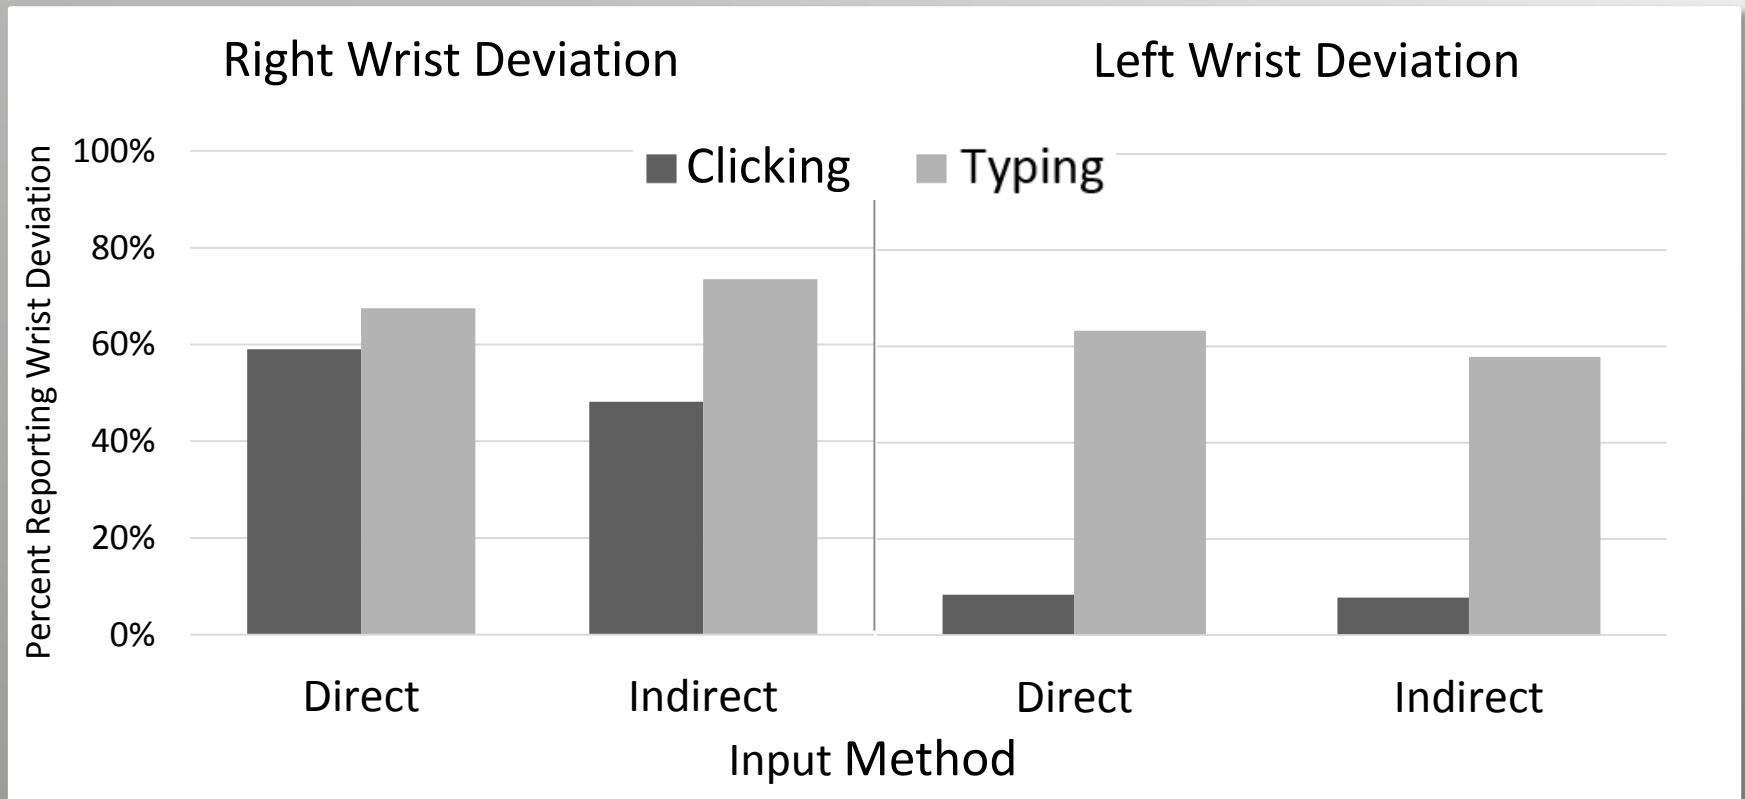 Right Wrist Deviation
Left Wrist Deviation
Percent Reporting Wrist Deviation
100%
80%
60%
40%
20%
0%
Clicking
Typing
Direct
Indirect
Direct
Indirect
Input Method